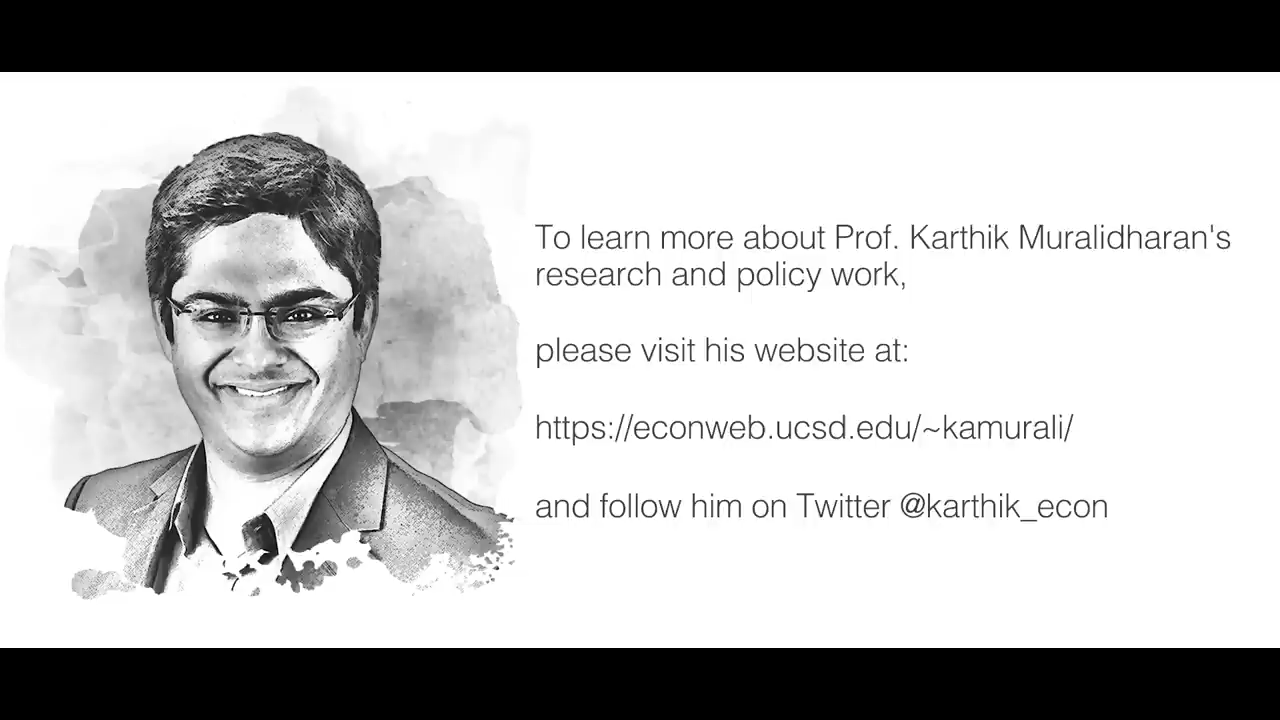 To learn more about Prof. Karthik Muralidharan's
research and policy work,
please visit his website at:
https://econweb.ucsd.edu/~kamurali/
and follow him on Twitter @karthik_econ